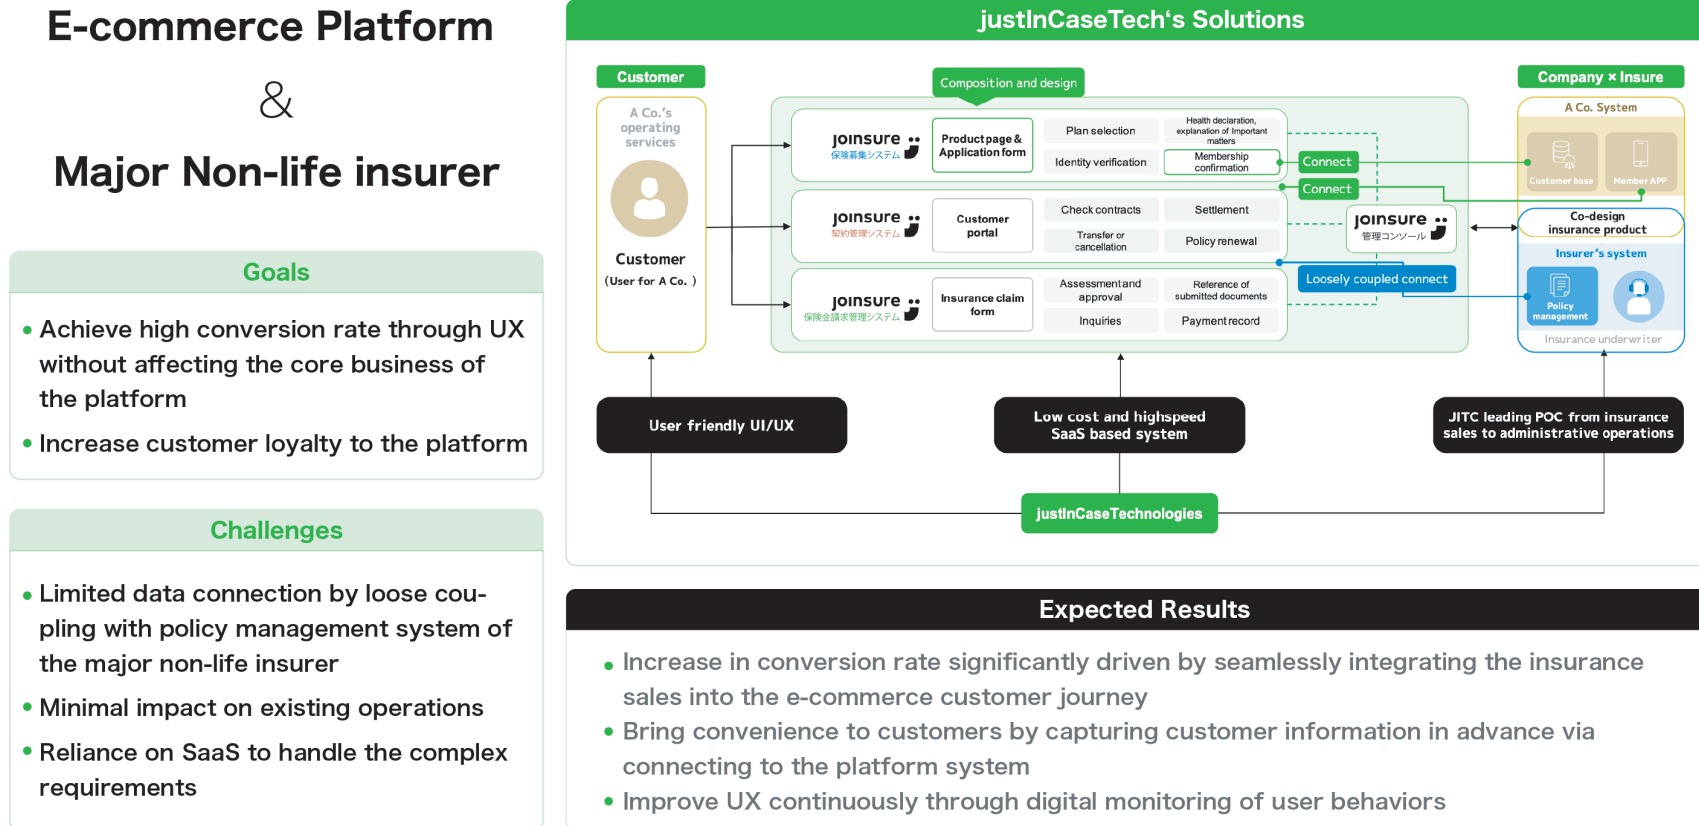 E-commerce Platform
&
Major Non-life insurer
Goals
• Achieve high conversion rate through UX
without affecting the core business of
the platform
• Increase customer loyalty to the platform
Challenges
• Limited data connection by loose cou-
pling with policy management system of
the major non-life insurer
• Minimal impact on existing operations
• Reliance on SaaS to handle the complex
requirements
justInCaseTech‘s Solutions
Customer
A Co.’s
operating
services
Customer
(User for A Co. )
Composition and design
joinsure
保険募集システム
Product page &
Application form
Plan selection
Health declaration,
explanation of Important
matters
Identity verification
Membership
confirmation
joinsure
契約管理システム
Customer
portal
Check contracts
Settlement
Transfer or
cancellation
Policy renewal
joinsure
保険金請求管理システム
Insurance claim
form
Assessment and
approval
Reference of
submitted documents
Inquiries
Payment record
Connect
Connect
joinsure
管理コンソール
Loosely coupled connect
Company × Insure
A Co. System
Customer base
Member APP
Co-design
insurance product
Insurer’s system
Policy
management
Insurance underwriter
User friendly UI/UX
Low cost and highspeed
SaaS based system
JITC leading POC from insurance
sales to administrative operations
justInCaseTechnologies
Expected Results
• Increase in conversion rate significantly driven by seamlessly integrating the insurance
sales into the e-commerce customer journey
• Bring convenience to customers by capturing customer information in advance via
connecting to the platform system
• Improve UX continuously through digital monitoring of user behaviors